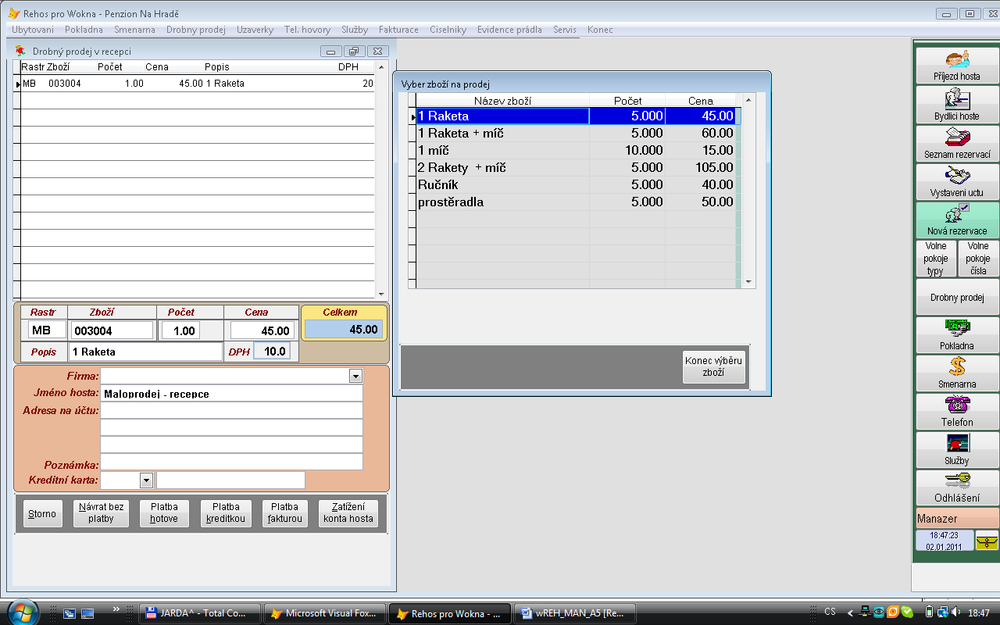 Rehos pro Wokna - Penzion Na Hradě
Ubytovani Pokladna Smenarna Drobny prodej Uzaverky Tel. hovory Služby Fakturace Ciselniky Evidence prádla Servis Konec
Drobný prodej v recepci
Rastr Zboží Počet Cena Popis DPH
MB 003004 1.00 45.00 1 Raketa 20
Vyber zboží na prodej
Název zboží Počet Cena
1 Raketa 5.000 45.00
1 Raketa + míč 5.000 60.00
1 míč 10.000 15.00
2 Rakety + míč 5.000 105.00
Ručník 5.000 40.00
prostěradla 5.000 50.00
Konec výběru
zboží
Rastr Zboží Počet Cena Celkem
MB 003004 1.00 45.00 45.00
Popis 1 Raketa DPH 10.0
Firma:
Jméno hosta: Maloprodej - recepce
Adresa na účtu:
Poznámka:
Kreditní karta:
Storno
Návrat bez
platby
Platba
hotove
Platba
kreditkou
Platba
fakturou
Zatížení
konta hosta
Příjezd hosta
Bydlici hoste
Seznam rezervací
Vystaveni uctu
Nová rezervace
Volne
pokoje
typy
Volne
pokoje
čísla
Drobny prodej
Pokladna
Smenarna
Telefon
Služby
Odhlášení
Manazer
18:47:23
02.01.2011
JARDA^ - Total Co...
Microsoft Visual Fox...
Rehos pro Wokna - ...
wREH_MAN_A5 [Re...
CS
18:47